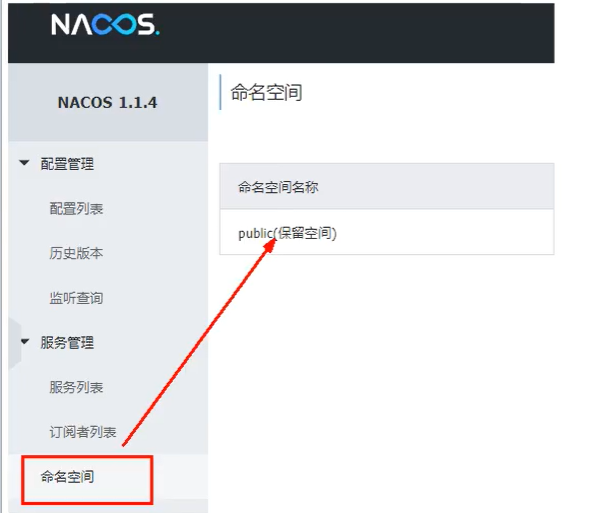 NACOS.
NACOS 1.1.4
配置管理
配置列表
历史版本
监听查询
服务管理
服务列表
订阅者列表
命名空间
命名空间
命名空间名称
public(保留空间)